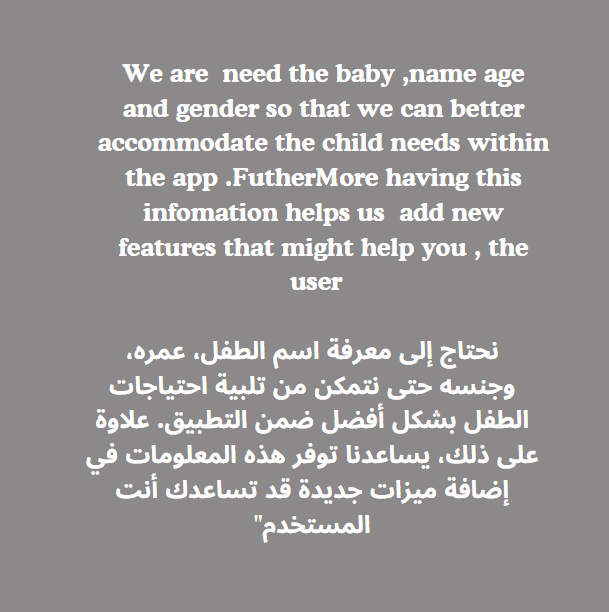 We are  need the baby ,name age
and gender so that we can better
accommodate the child needs within
the app .FutherMore having this
infomation helps us  add new
features that might help you , the
user
نحتاج إلى معرفة اسم الطفل، عمره،
وجنسه حتى نتمكن من تلبية احتياجات
الطفل بشكل أفضل ضمن التطبيق. علاوة
على ذلك، يساعدنا توفر هذه المعلومات في
إضافة ميزات جديدة قد تساعدك أنت
المستخدم"